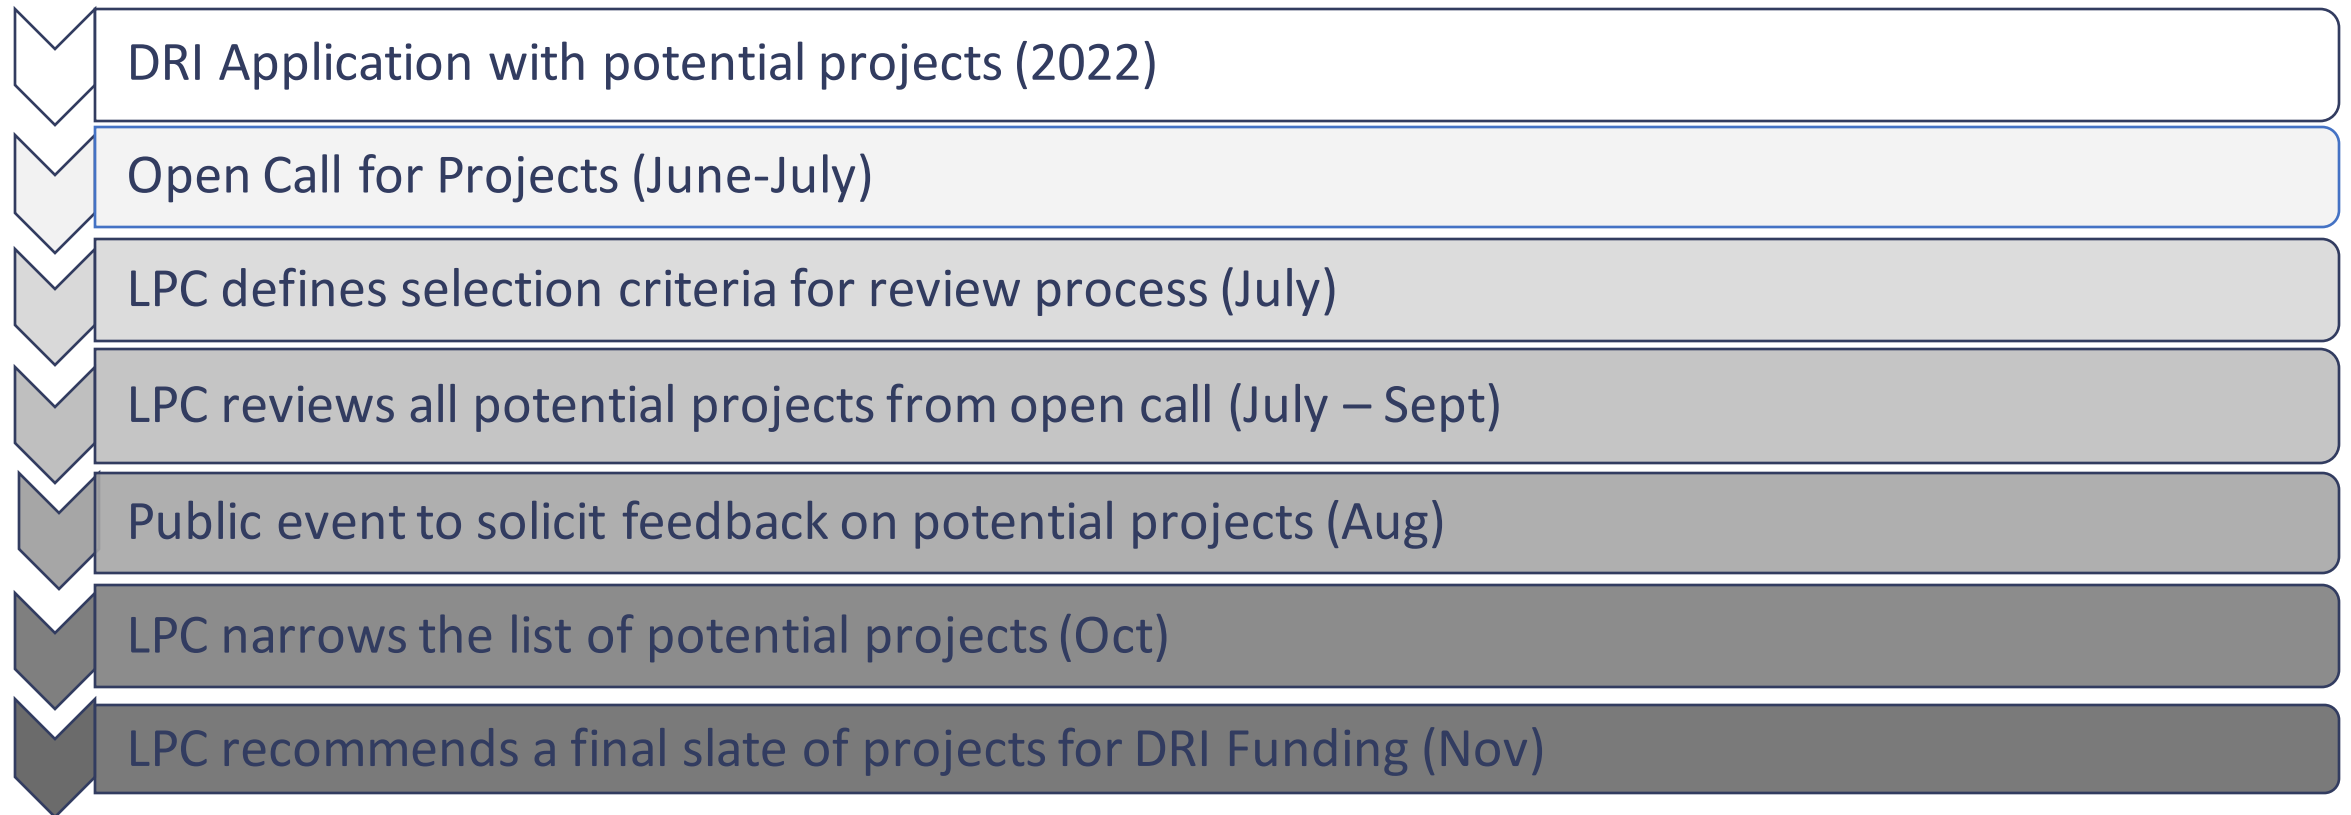 DRI Application with potential projects (2022)
Open Call for Projects (June-July)
LPC defines selection criteria for review process (July)
LPC reviews all potential projects from open call (July – Sept)
Public event to solicit feedback on potential projects (Aug)
LPC narrows the list of potential projects (Oct)
LPC recommends a final slate of projects for DRI Funding (Nov)